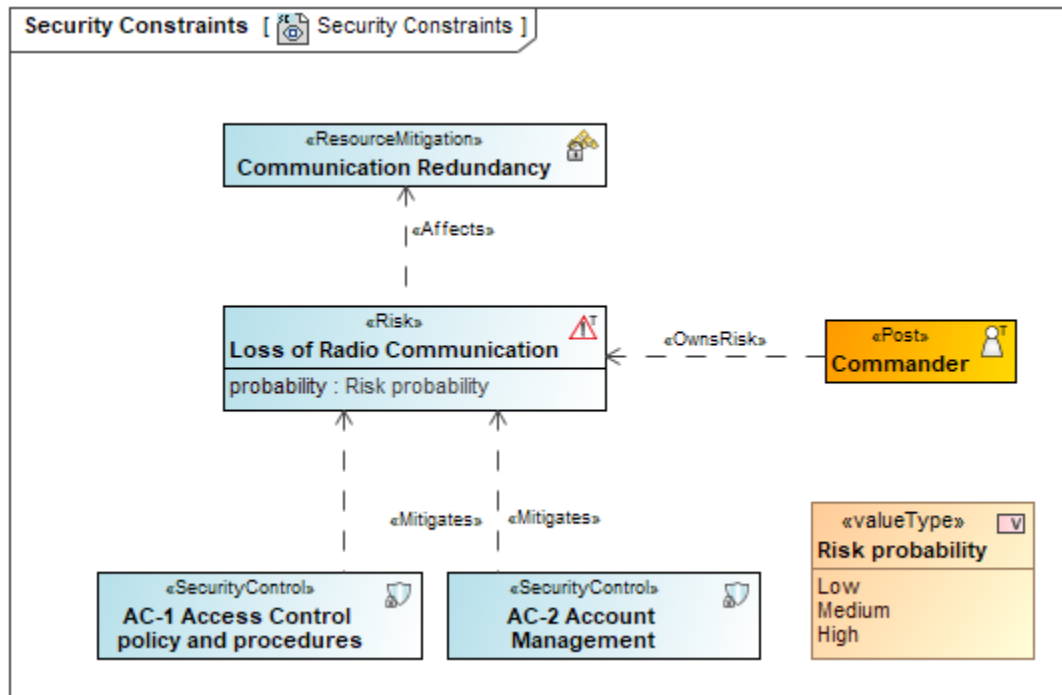 Security Constraints [ Security Constraints ]
«ResourceMitigation»
Communication Redundancy
«Affects»
«Risk»
Loss of Radio Communication
probability : Risk probability
«OwnsRisk»
«Post»
Commander
«Mitigates»
«Mitigates»
«SecurityControl»
AC-1 Access Control
policy and procedures
«SecurityControl»
AC-2 Account
Management
«valueType»
V
Risk probability
Low
Medium
High